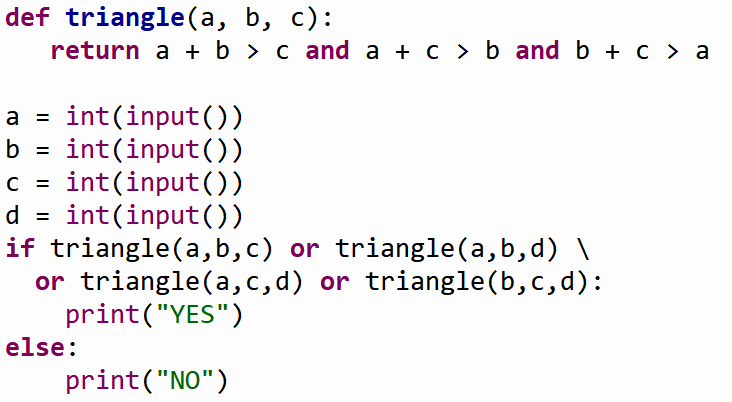 def triangle(a, b, c):
   return a + b > c and a + c > b and b + c > a

a = int(input())
b = int(input())
c = int(input())
d = int(input())
if triangle(a,b,c) or triangle(a,b,d) \
  or triangle(a,c,d) or triangle(b,c,d):
    print("YES")
else:
    print("NO")